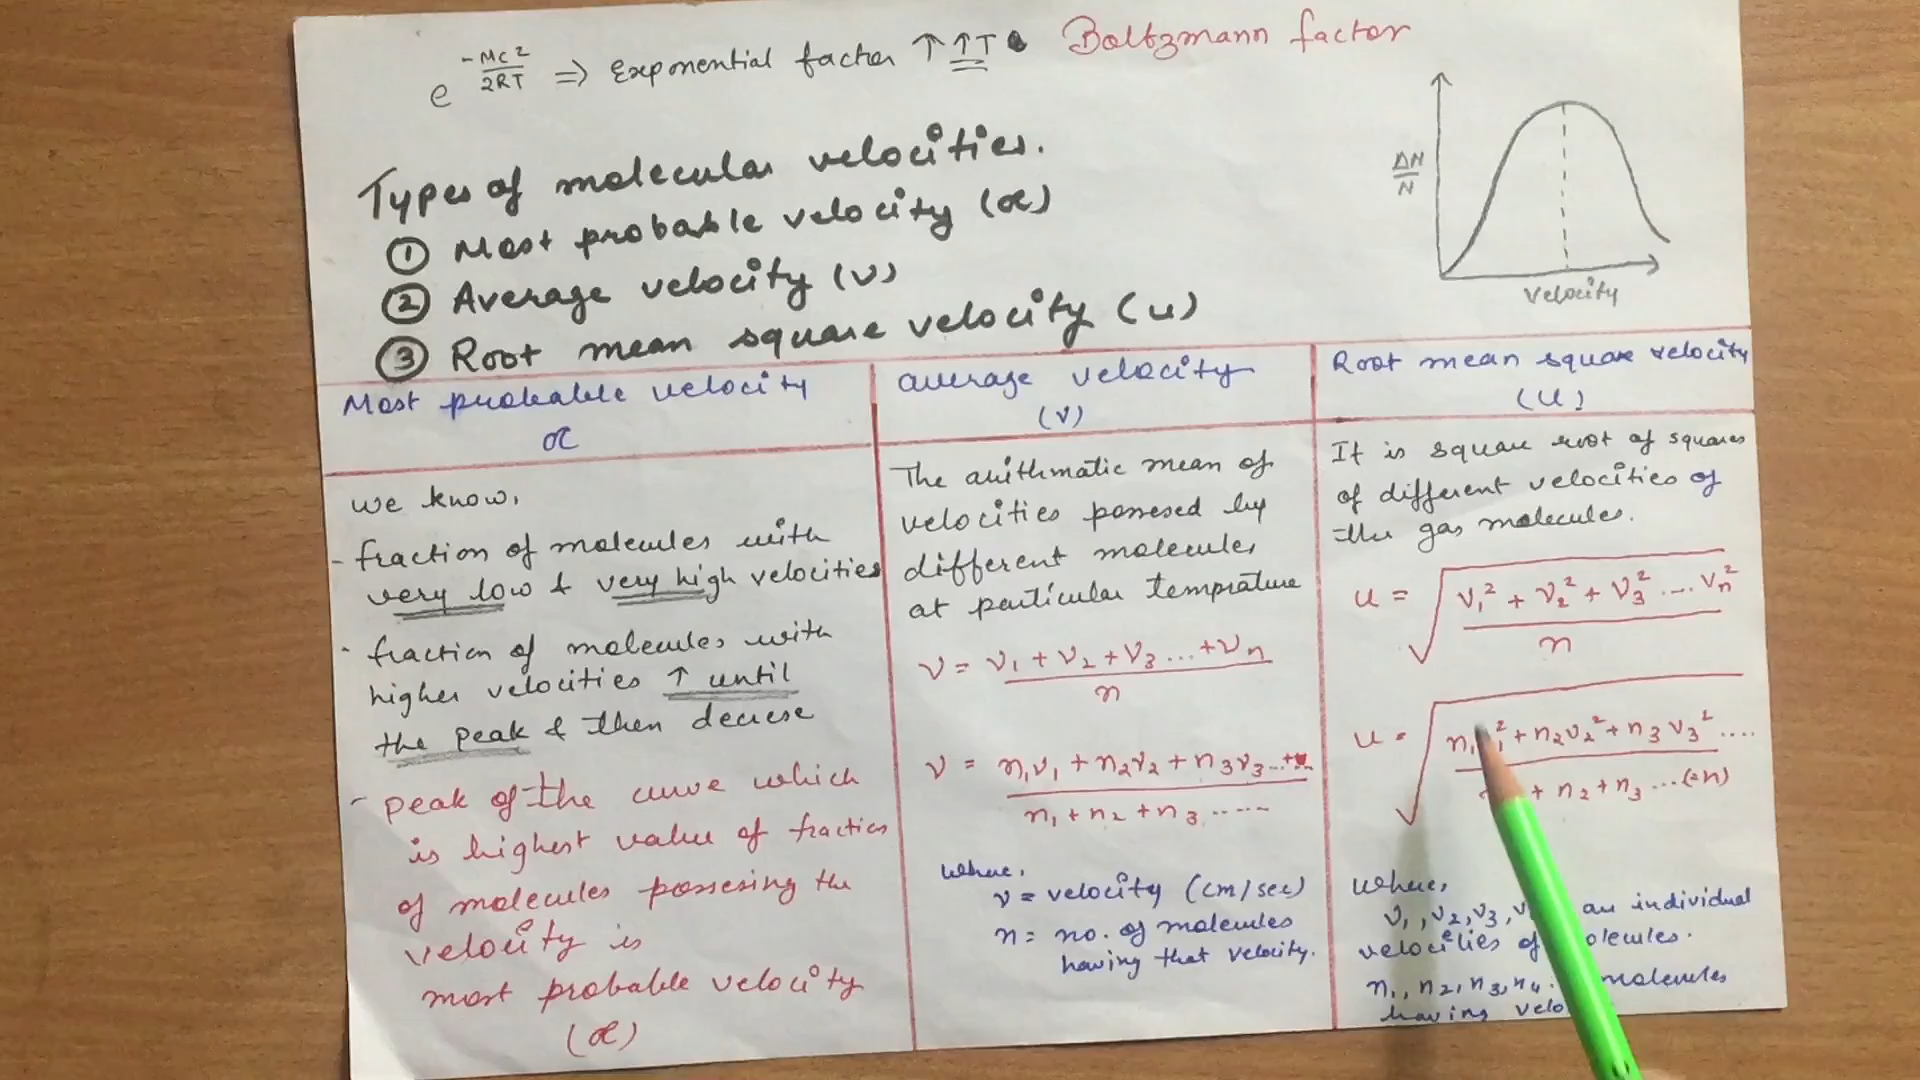 e^(-Mc²/2RT) ⇒ Exponential factor ↑ ↑T Boltzmann factor
Types of molecular velocities.
① Most probable velocity (α)
② Average velocity (v)
③ Root mean square velocity (u)
ΔN/N
Velocity
Most probable velocity
α
we know,
- fraction of molecules with
very low & very high velocities
- fraction of molecules with
higher velocities ↑ until
the peak & then decrese
- peak of the curve which
is highest value of fraction
of molecules possesing the
velocity is
most probable velocity
(α)
average velocity
(v)
The arithmatic mean of
velocities possesed by
different molecules
at particular temprature
v = v₁ + v₂ + v₃ ... + vₙ
n
v = n₁v₁ + n₂v₂ + n₃v₃ ...+
n₁ + n₂ + n₃ ......
where,
v = velocity (cm/sec)
n = no. of molecules
having that velocity.
Root mean square velocity
(u)
It is square root of squares
of different velocities of
the gas molecules.
u = √ v₁² + v₂² + v₃² .... vₙ²
n
u = √ n₁ ₁² + n₂v₂² + n₃v₃² ....
+ n₂ + n₃ ...(=n)
where,
v₁, v₂, v₃, v an individual
velocities of olecules.
n₁, n₂, n₃, n₄. molecules
having velo